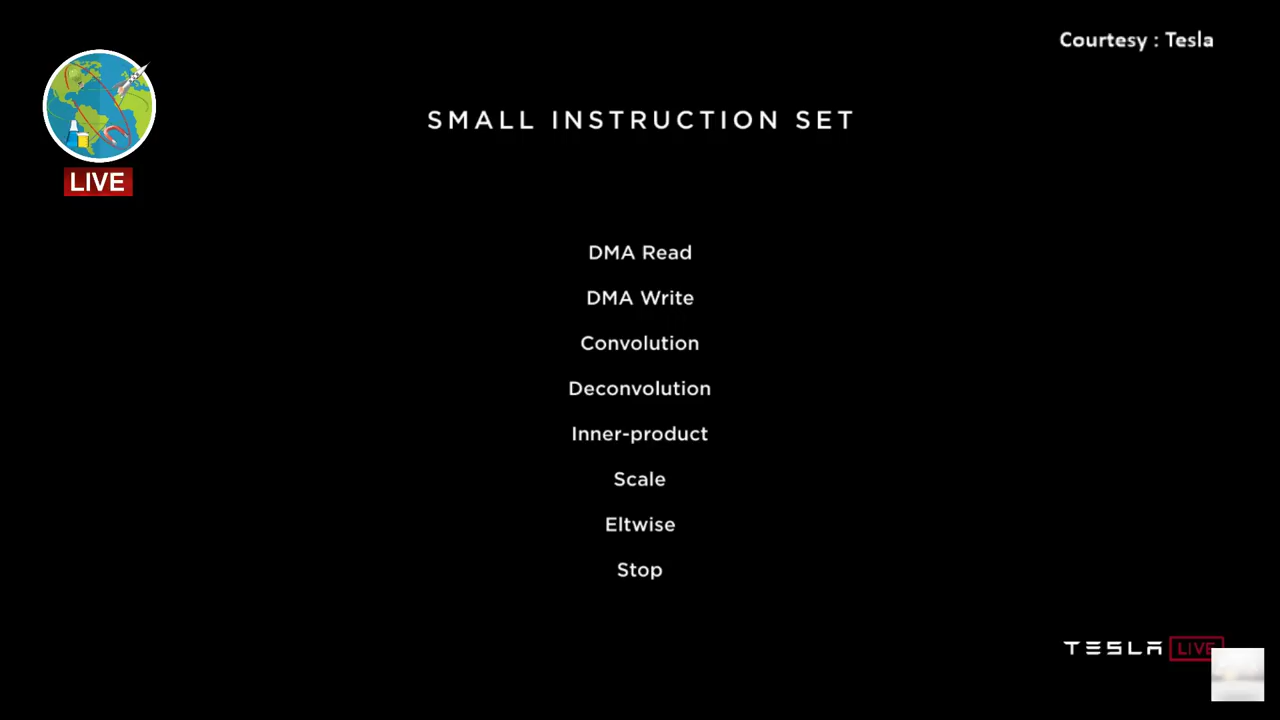 Courtesy : Tesla
LIVE
SMALL INSTRUCTION SET
DMA Read
DMA Write
Convolution
Deconvolution
Inner-product
Scale
Eltwise
Stop
TESLA LIVE